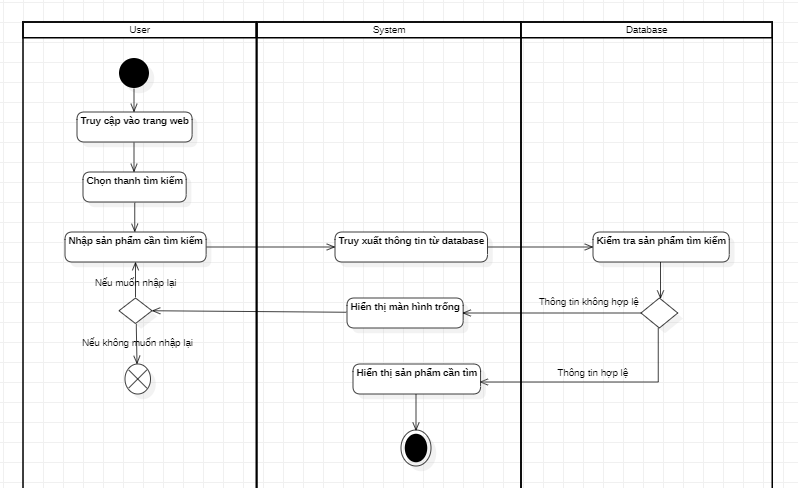 User
System
Database
Truy cập vào trang web
Chọn thanh tìm kiếm
Nhập sản phẩm cần tìm kiếm
Truy xuất thông tin từ database
Kiểm tra sản phẩm tìm kiếm
Nếu muốn nhập lại
Hiển thị màn hình trống
Thông tin không hợp lệ
Nếu không muốn nhập lại
Hiển thị sản phẩm cần tìm
Thông tin hợp lệ